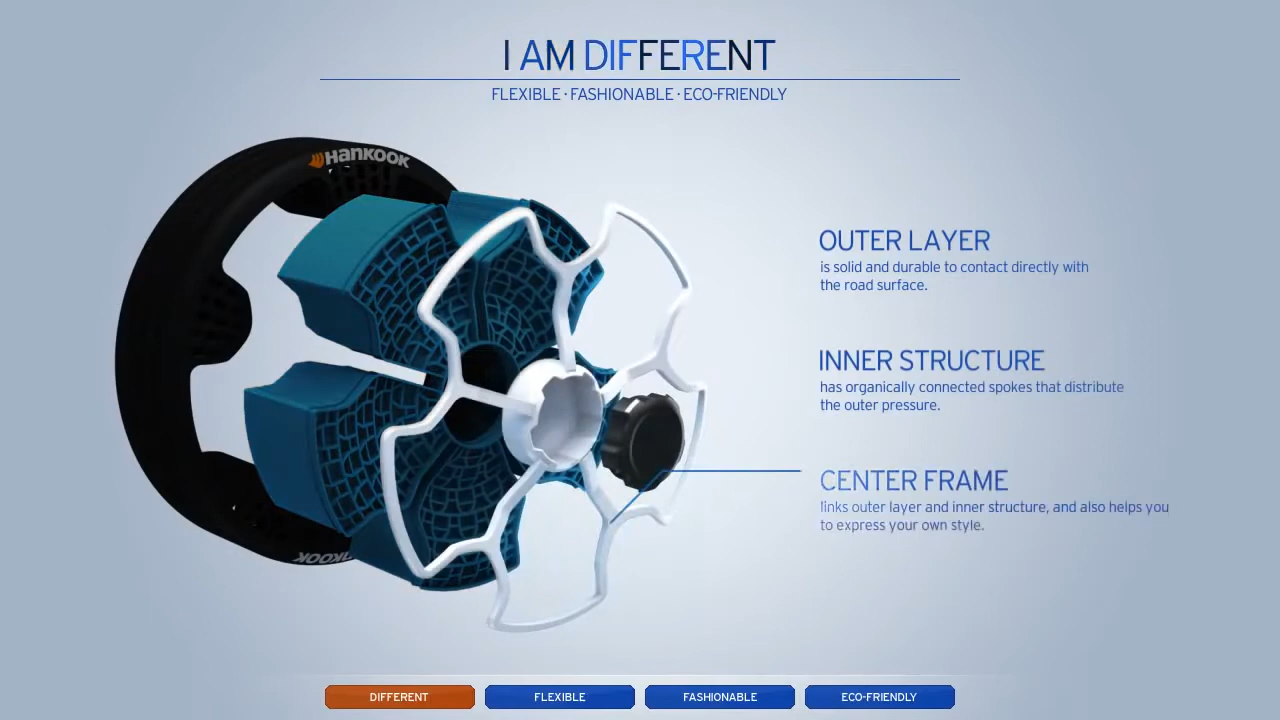 I AM DIFFERENT
FLEXIBLE · FASHIONABLE · ECO-FRIENDLY
HANKOOK
OUTER LAYER
is solid and durable to contact directly with
the road surface.
INNER STRUCTURE
has organically connected spokes that distribute
the outer pressure.
CENTER FRAME
links outer layer and inner structure, and also helps you
to express your own style.
HANKOOK
DIFFERENT
FLEXIBLE
FASHIONABLE
ECO-FRIENDLY